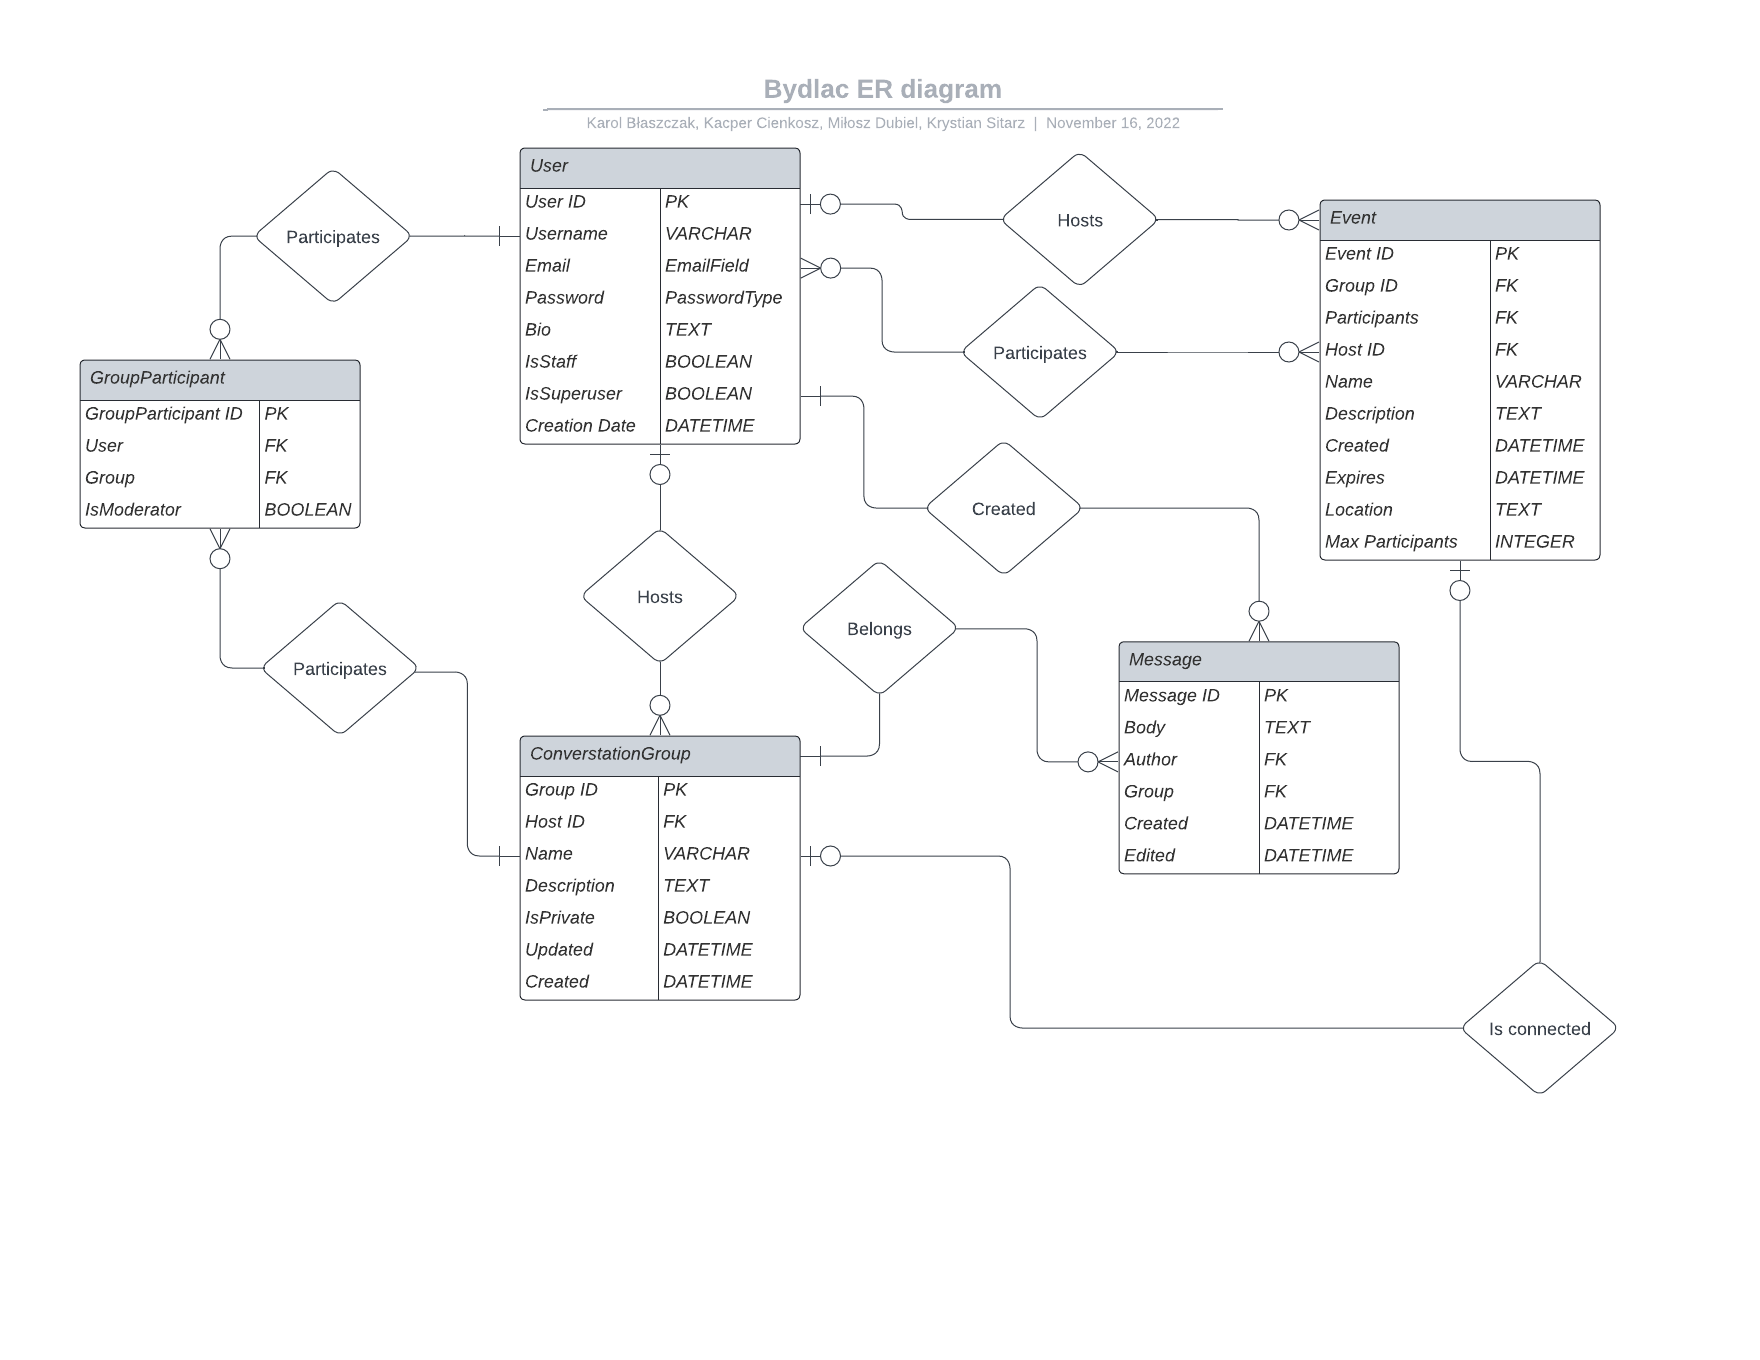 Bydlac ER diagram
Karol Błaszczak, Kacper Cienkosz, Miłosz Dubiel, Krystian Sitarz | November 16, 2022
User
User ID PK
Username VARCHAR
Email EmailField
Password PasswordType
Bio TEXT
IsStaff BOOLEAN
IsSuperuser BOOLEAN
Creation Date DATETIME
Participates
Hosts
Participates
Created
Event
Event ID PK
Group ID FK
Participants FK
Host ID FK
Name VARCHAR
Description TEXT
Created DATETIME
Expires DATETIME
Location TEXT
Max Participants INTEGER
GroupParticipant
GroupParticipant ID PK
User FK
Group FK
IsModerator BOOLEAN
Hosts
Belongs
Participates
Message
Message ID PK
Body TEXT
Author FK
Group FK
Created DATETIME
Edited DATETIME
ConverstationGroup
Group ID PK
Host ID FK
Name VARCHAR
Description TEXT
IsPrivate BOOLEAN
Updated DATETIME
Created DATETIME
Is connected